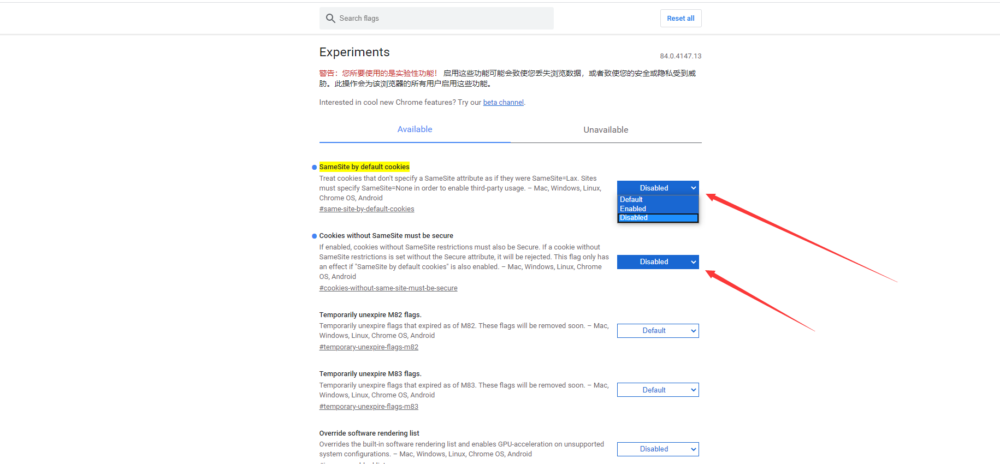 Search flags
Reset all
Experiments
84.0.4147.13
警告：您所要使用的是实验性功能！ 启用这些功能可能会致使您丢失浏览数据，或者致使您的安全或隐私受到威
胁。此操作会为该浏览器的所有用户启用这些功能。
Interested in cool new Chrome features? Try our beta channel.
Available
Unavailable
SameSite by default cookies
Treat cookies that don't specify a SameSite attribute as if they were SameSite=Lax. Sites
must specify SameSite=None in order to enable third-party usage. – Mac, Windows, Linux,
Chrome OS, Android
#same-site-by-default-cookies
Disabled
Default
Enabled
Disabled
Cookies without SameSite must be secure
If enabled, cookies without SameSite restrictions must also be Secure. If a cookie without
SameSite restrictions is set without the Secure attribute, it will be rejected. This flag only has
an effect if "SameSite by default cookies" is also enabled. – Mac, Windows, Linux, Chrome
OS, Android
#cookies-without-same-site-must-be-secure
Disabled
Temporarily unexpire M82 flags.
Temporarily unexpire flags that expired as of M82. These flags will be removed soon. – Mac,
Windows, Linux, Chrome OS, Android
#temporary-unexpire-flags-m82
Default
Temporarily unexpire M83 flags.
Temporarily unexpire flags that expired as of M83. These flags will be removed soon. – Mac,
Windows, Linux, Chrome OS, Android
#temporary-unexpire-flags-m83
Default
Override software rendering list
Overrides the built-in software rendering list and enables GPU-acceleration on unsupported
system configurations. – Mac, Windows, Linux, Chrome OS, Android
Disabled